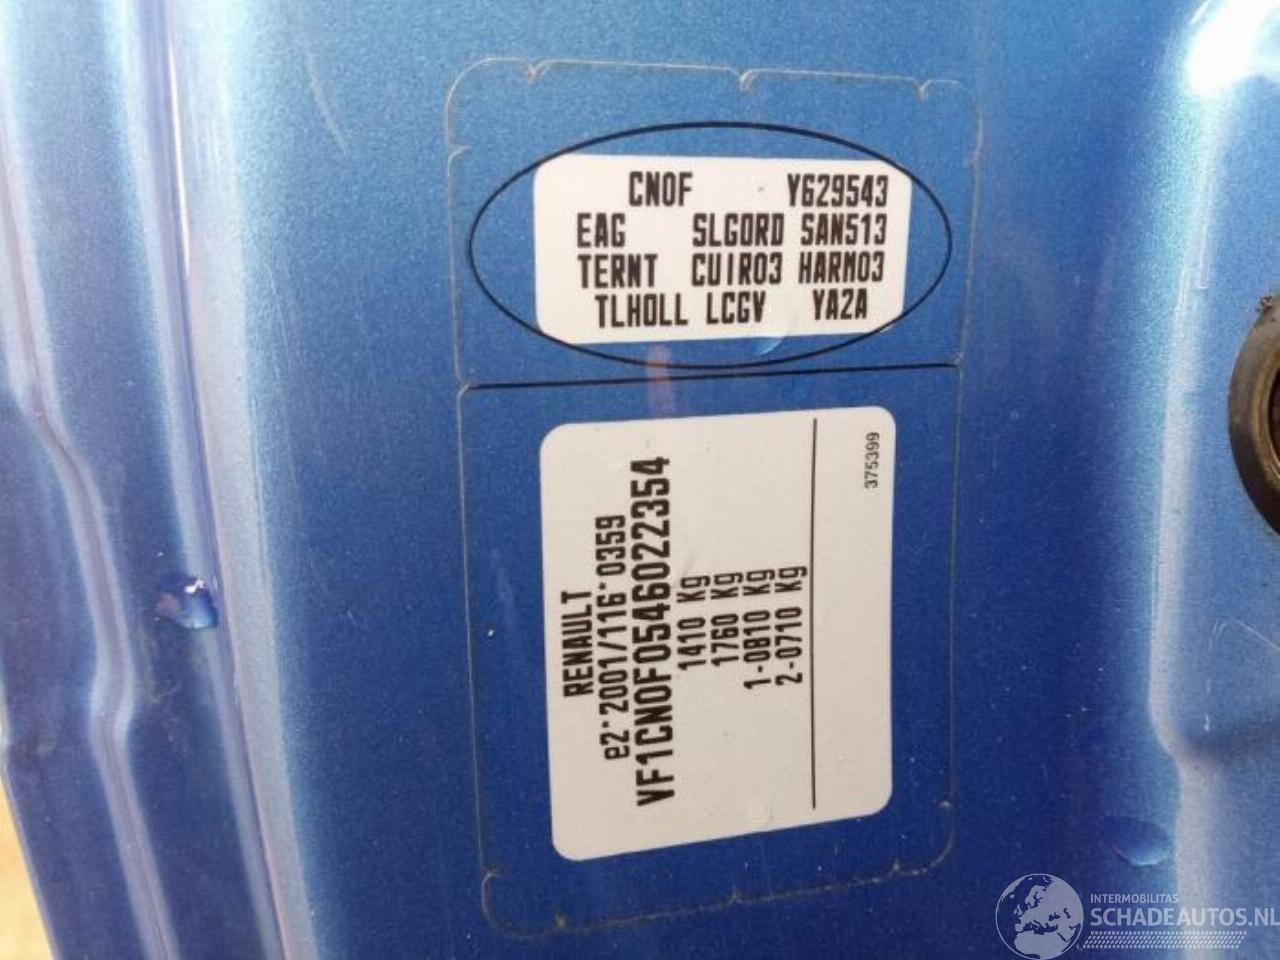 CN0F Y629543
EAG SLGORD SAN513
TERNT CUIR03 HARM03
TLHOLL LCGV YA2A
RENAULT
e2*2001/116*0359
VF1CN0F0546022354
1410 Kg
1760 Kg
1-0810 Kg
2-0710 Kg
375399
INTERMOBILITAS
SCHADEAUTOS.NL